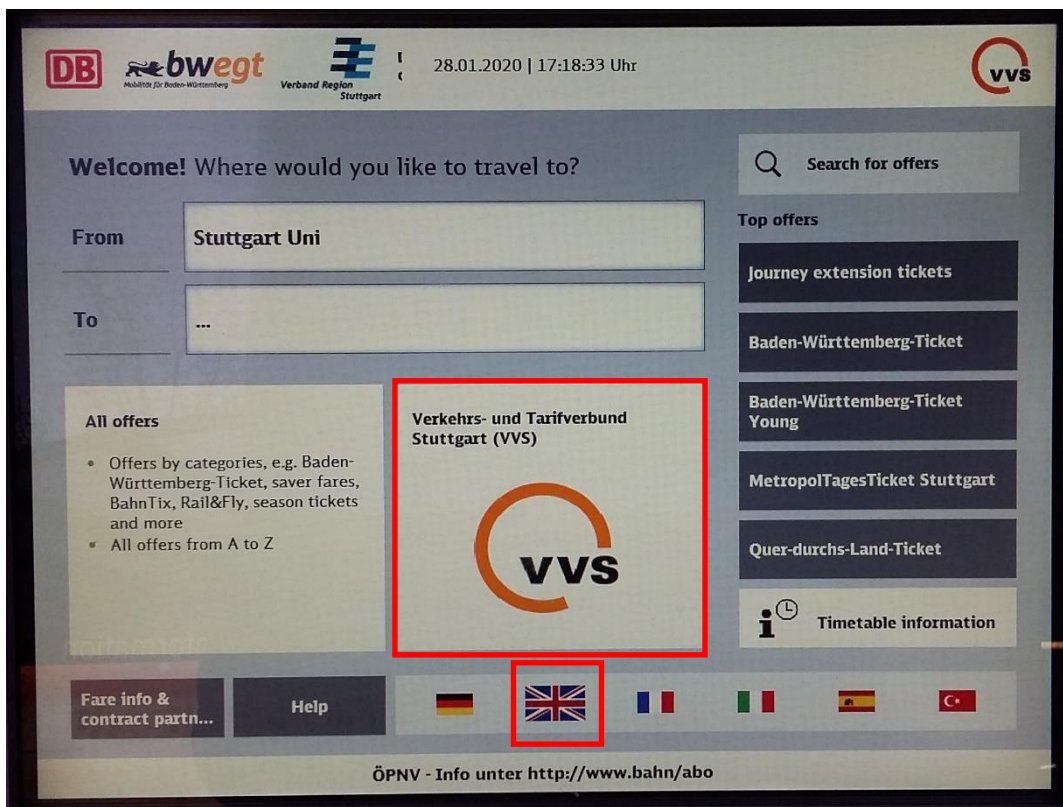 DB
bwegt
Mobilität für Baden-Württemberg
Verband Region
Stuttgart
28.01.2020 | 17:18:33 Uhr
VVS
Welcome! Where would you like to travel to?
Search for offers
From
Stuttgart Uni
Top offers
Journey extension tickets
To
...
Baden-Württemberg-Ticket
Baden-Württemberg-Ticket
Young
MetropolTagesTicket Stuttgart
Quer-durchs-Land-Ticket
Timetable information
All offers
• Offers by categories, e.g. Baden-
Württemberg-Ticket, saver fares,
BahnTix, Rail&Fly, season tickets
and more
• All offers from A to Z
Verkehrs- und Tarifverbund
Stuttgart (VVS)
VVS
Fare info &
contract partn...
Help
ÖPNV - Info unter http://www.bahn/abo